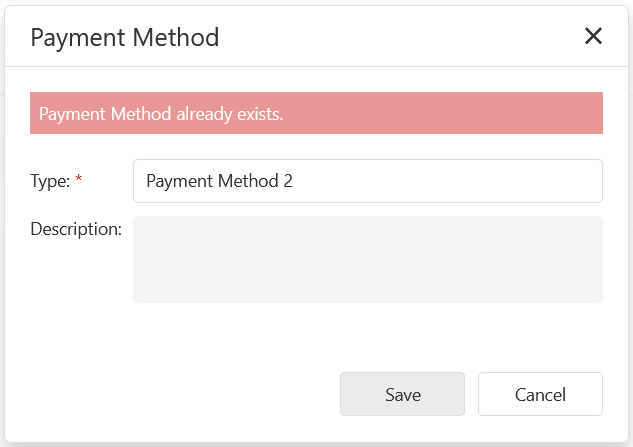 Payment Method
Payment Method already exists.
Type: *
Payment Method 2
Description:
Save
Cancel